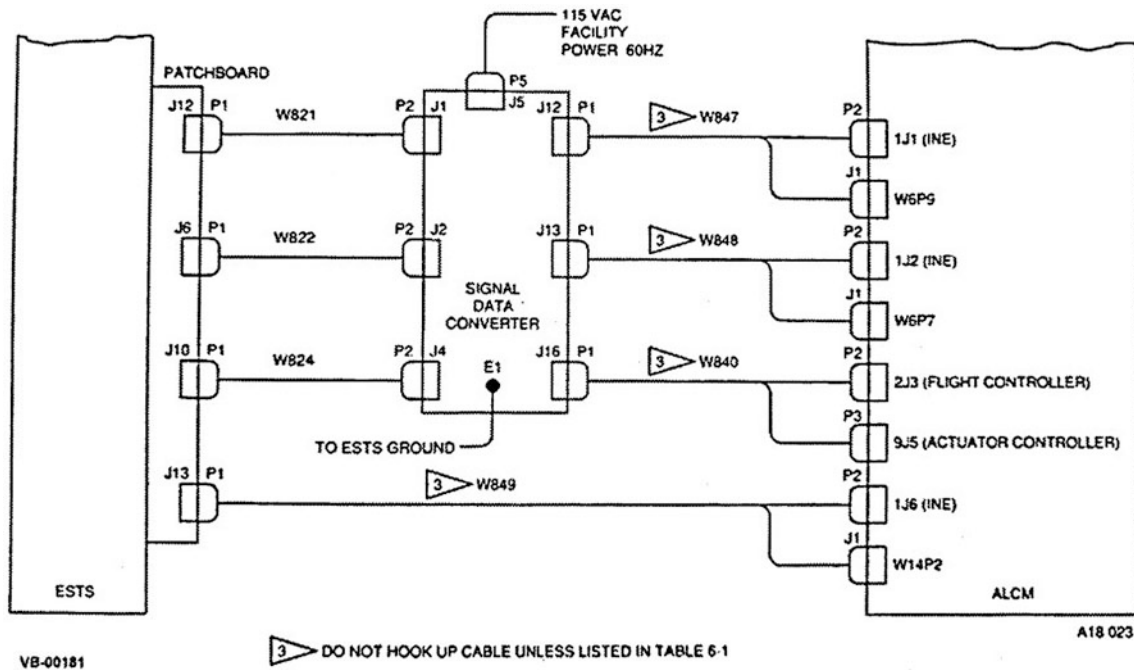 115 VAC
FACILITY
POWER 60HZ
PATCHBOARD
P5
J5
J12 P1
W821
P2 J1
J12 P1
3 W847
P2
1J1 (INE)
J1
W6P9
J6 P1
W822
P2 J2
J13 P1
3 W848
P2
1J2 (INE)
J1
W6P7
SIGNAL
DATA
CONVERTER
J10 P1
W824
P2 J4
E1
J16 P1
3 W840
P2
2J3 (FLIGHT CONTROLLER)
P3
9J5 (ACTUATOR CONTROLLER)
TO ESTS GROUND
J13 P1
3 W849
P2
1J6 (INE)
J1
W14P2
ESTS
ALCM
A18 023
VB-00181
3 DO NOT HOOK UP CABLE UNLESS LISTED IN TABLE 6-1